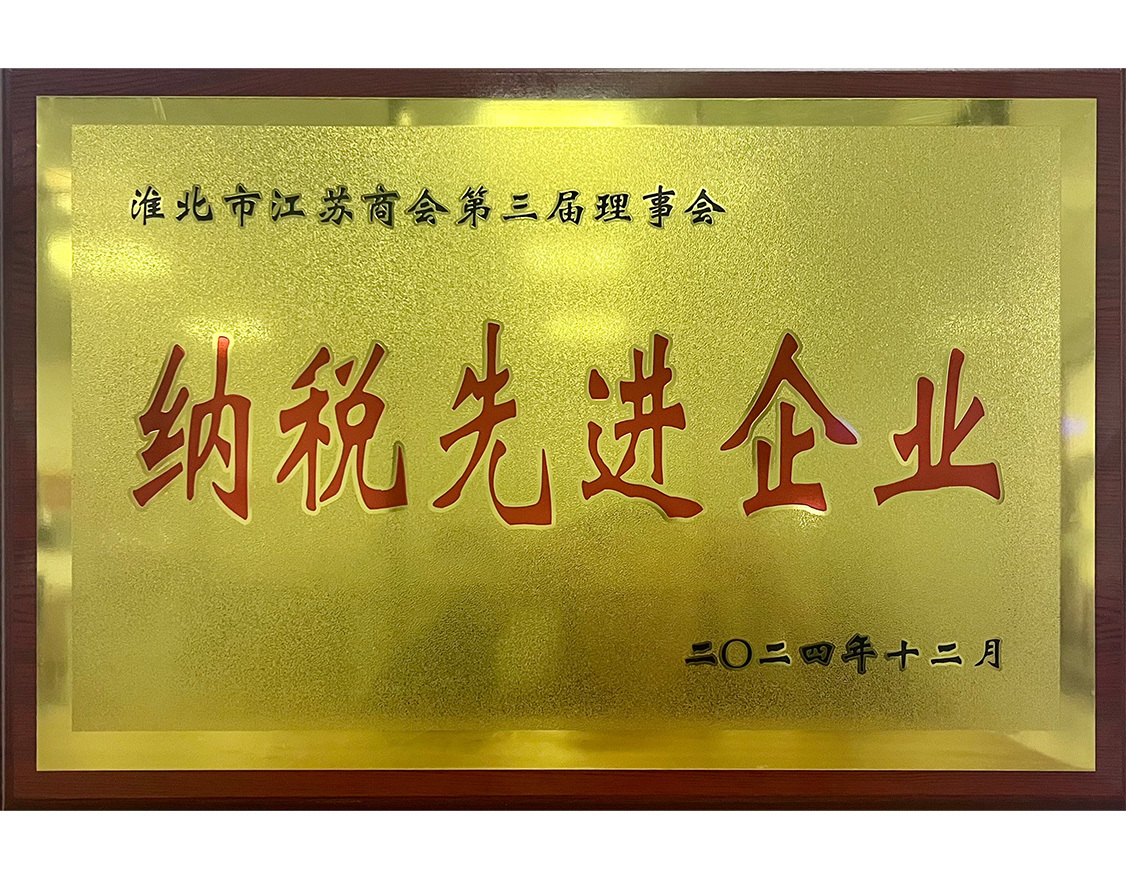 淮北市江苏商会第三届理事会
纳税先进企业
二〇二四年十二月